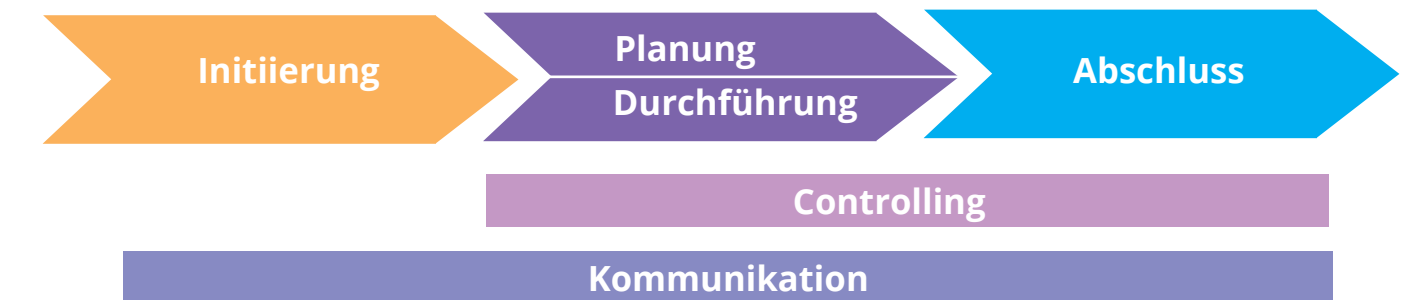 Initiierung
Planung
Durchführung
Abschluss
Controlling
Kommunikation